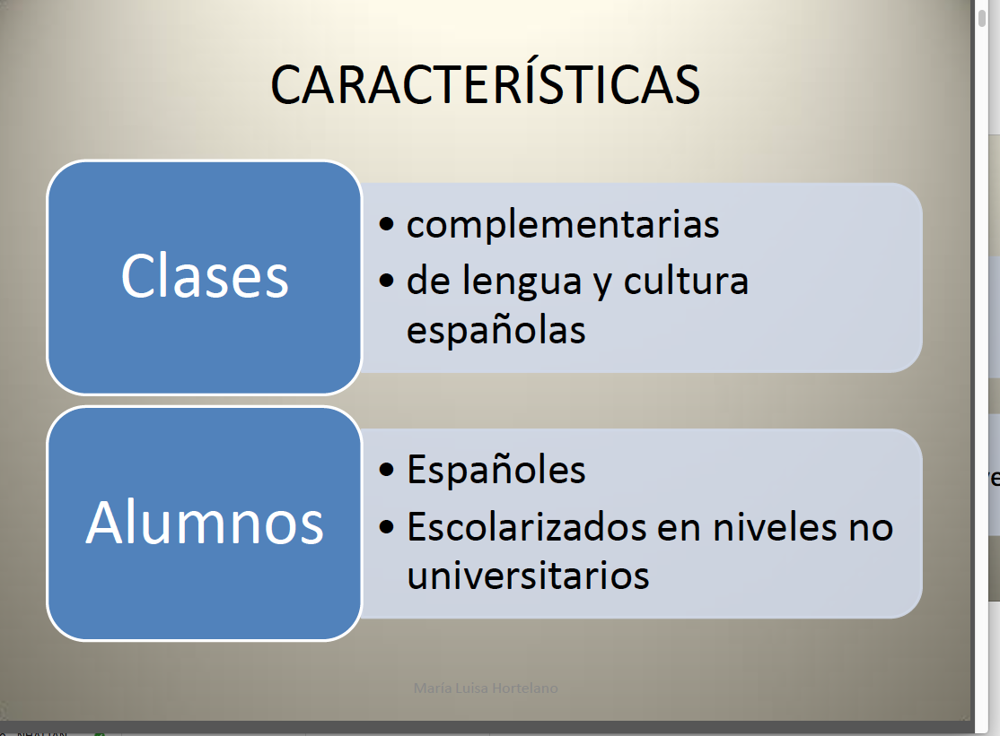 CARACTERÍSTICAS
Clases
• complementarias
• de lengua y cultura
españolas
Alumnos
• Españoles
• Escolarizados en niveles no
universitarios
María Luisa Hortelano